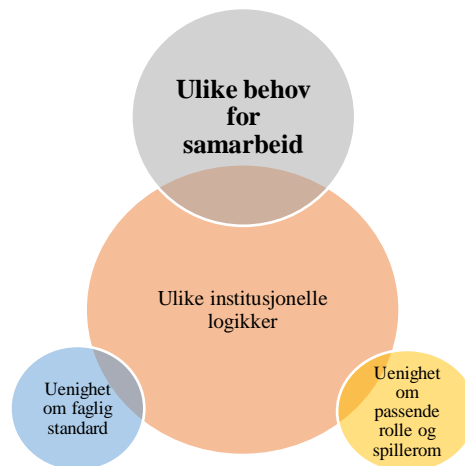 Ulike behov
for
samarbeid
Ulike institusjonelle
logikker
Uenighet
om faglig
standard
Uenighet
om
passende
rolle og
spillerom